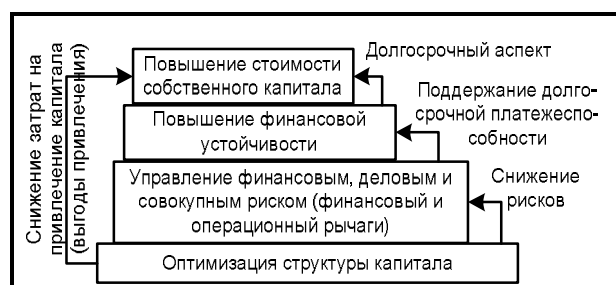 Снижение затрат на
привлечение капитала
(выгоды привлечения)
Долгосрочный аспект
Повышение стоимости
собственного капитала
Поддержание долго-
срочной платежеспо-
собности
Повышение финансовой
устойчивости
Управление финансовым, деловым и
совокупным риском (финансовый и
операционный рычаги)
Снижение
рисков
Оптимизация структуры капитала